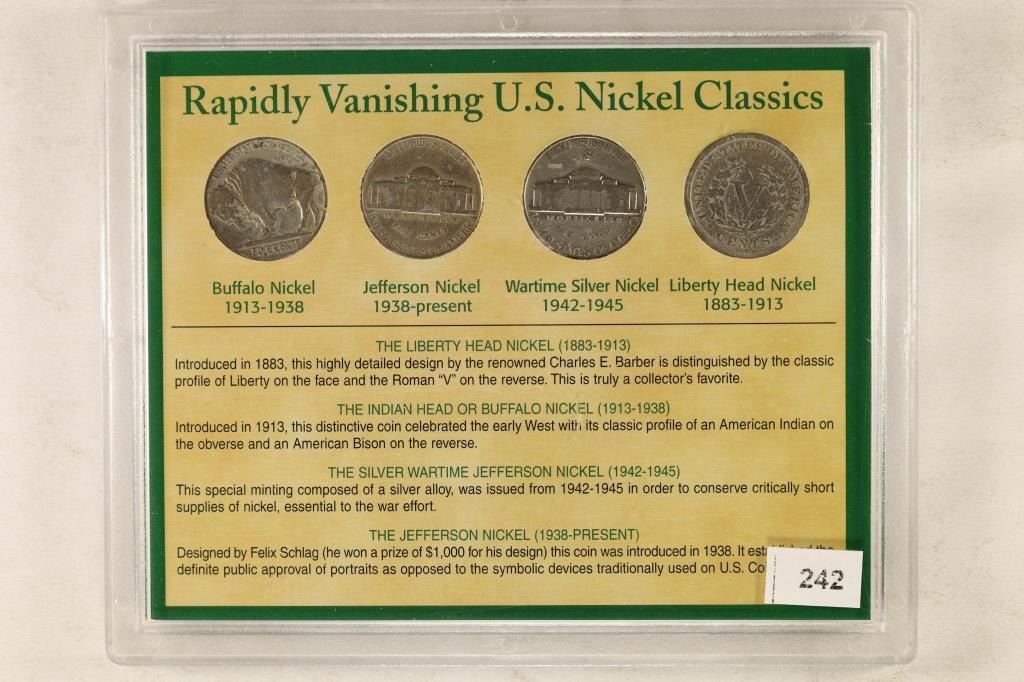 Rapidly Vanishing U.S. Nickel Classics
FIVE CENTS
MONTICELLO
UNITED STATES OF AMERICA
V
CENTS
Buffalo Nickel Jefferson Nickel Wartime Silver Nickel Liberty Head Nickel
1913-1938 1938-present 1942-1945 1883-1913
THE LIBERTY HEAD NICKEL (1883-1913)
Introduced in 1883, this highly detailed design by the renowned Charles E. Barber is distinguished by the classic
profile of Liberty on the face and the Roman “V” on the reverse. This is truly a collector's favorite.
THE INDIAN HEAD OR BUFFALO NICKEL (1913-1938)
Introduced in 1913, this distinctive coin celebrated the early West with its classic profile of an American Indian on
the obverse and an American Bison on the reverse.
THE SILVER WARTIME JEFFERSON NICKEL (1942-1945)
This special minting composed of a silver alloy, was issued from 1942-1945 in order to conserve critically short
supplies of nickel, essential to the war effort.
THE JEFFERSON NICKEL (1938-PRESENT)
Designed by Felix Schlag (he won a prize of $1,000 for his design) this coin was introduced in 1938. It
definite public approval of portraits as opposed to the symbolic devices traditionally used on U.S.
242